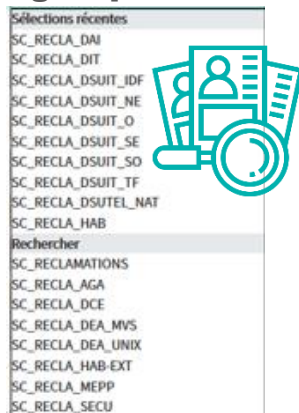 Sélections récentes
SC_RECLA_DAI
SC_RECLA_DIT
SC_RECLA_DSUIT_IDF
SC_RECLA_DSUIT_NE
SC_RECLA_DSUIT_O
SC_RECLA_DSUIT_SE
SC_RECLA_DSUIT_SO
SC_RECLA_DSUIT_TF
SC_RECLA_DSUTEL_NAT
SC_RECLA_HAB
Rechercher
SC_RECLAMATIONS
SC_RECLA_AGA
SC_RECLA_DCE
SC_RECLA_DEA_MVS
SC_RECLA_DEA_UNIX
SC_RECLA_HAB-EXT
SC_RECLA_MEPP
SC_RECLA_SECU